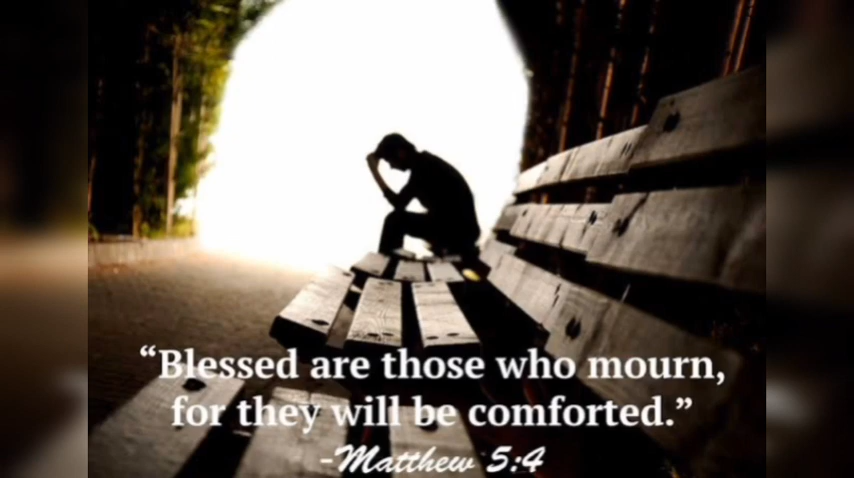 “Blessed are those who mourn,
for they will be comforted.”
-Matthew 5:4